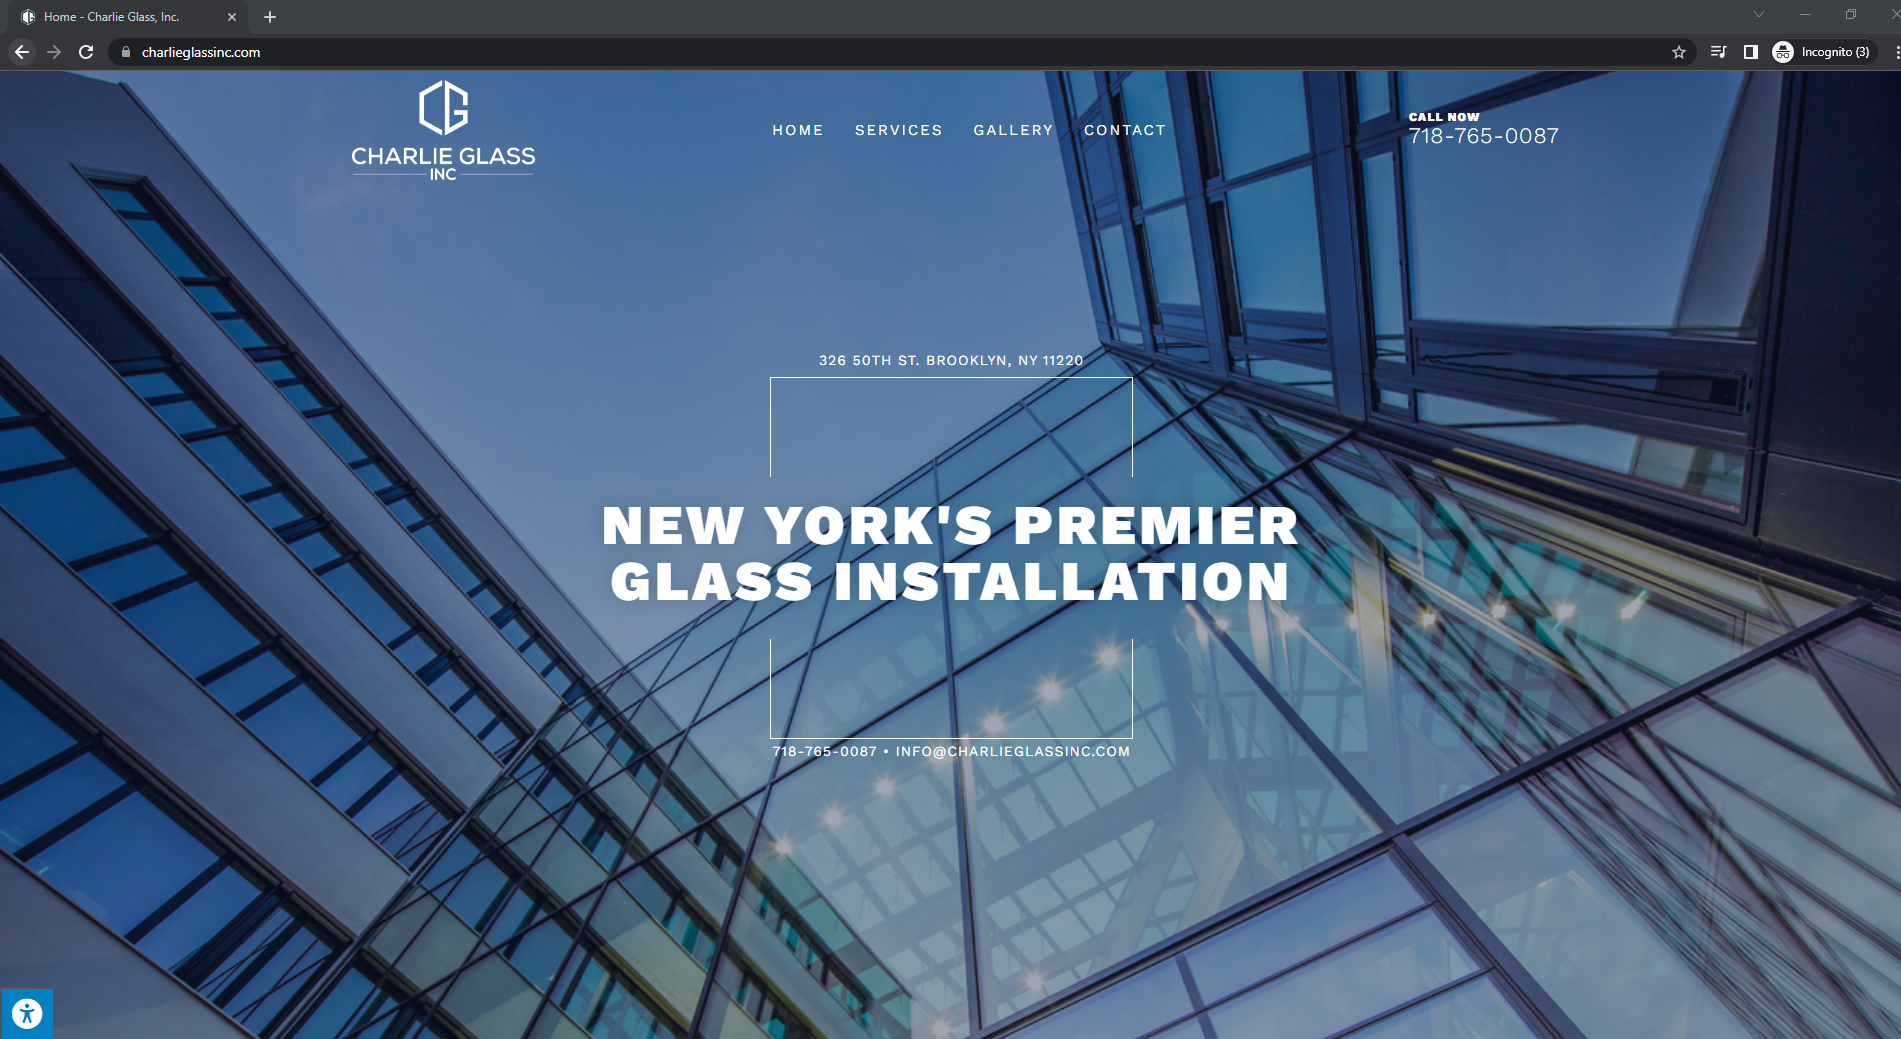 Home - Charlie Glass, Inc.
charlieglassinc.com
Incognito (3)
CG
CHARLIE GLASS
INC
HOME
SERVICES
GALLERY
CONTACT
CALL NOW
718-765-0087
326 50TH ST. BROOKLYN, NY 11220
NEW YORK'S PREMIER
GLASS INSTALLATION
718-765-0087 • INFO@CHARLIEGLASSINC.COM